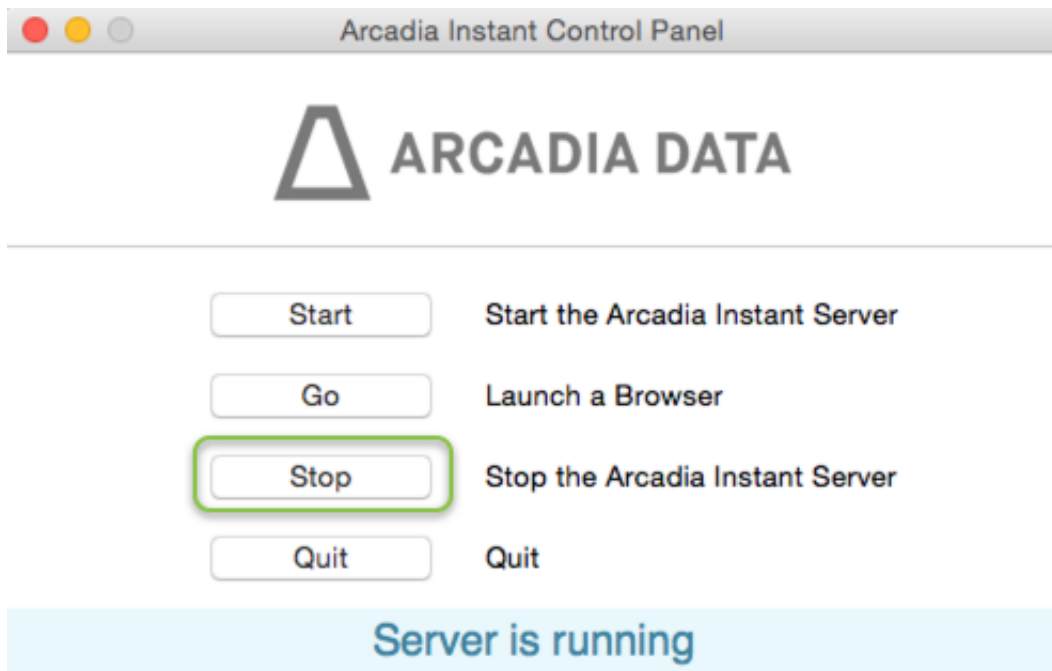 Arcadia Instant Control Panel
ARCADIA DATA
Start Start the Arcadia Instant Server
Go Launch a Browser
Stop Stop the Arcadia Instant Server
Quit Quit
Server is running